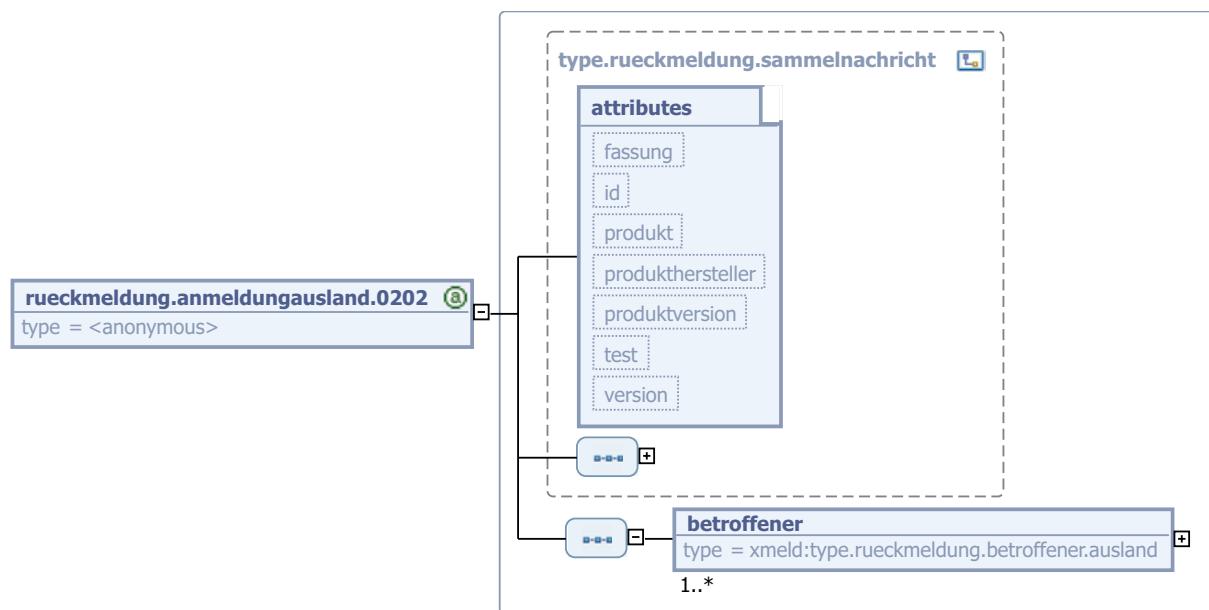 type.rueckmeldung.sammelnachricht
attributes
fassung
id
produkt
produkthersteller
produktversion
test
version
rueckmeldung.anmeldungausland.0202
type = <anonymous>
betroffener
type = xmeld:type.rueckmeldung.betroffener.ausland
1..*